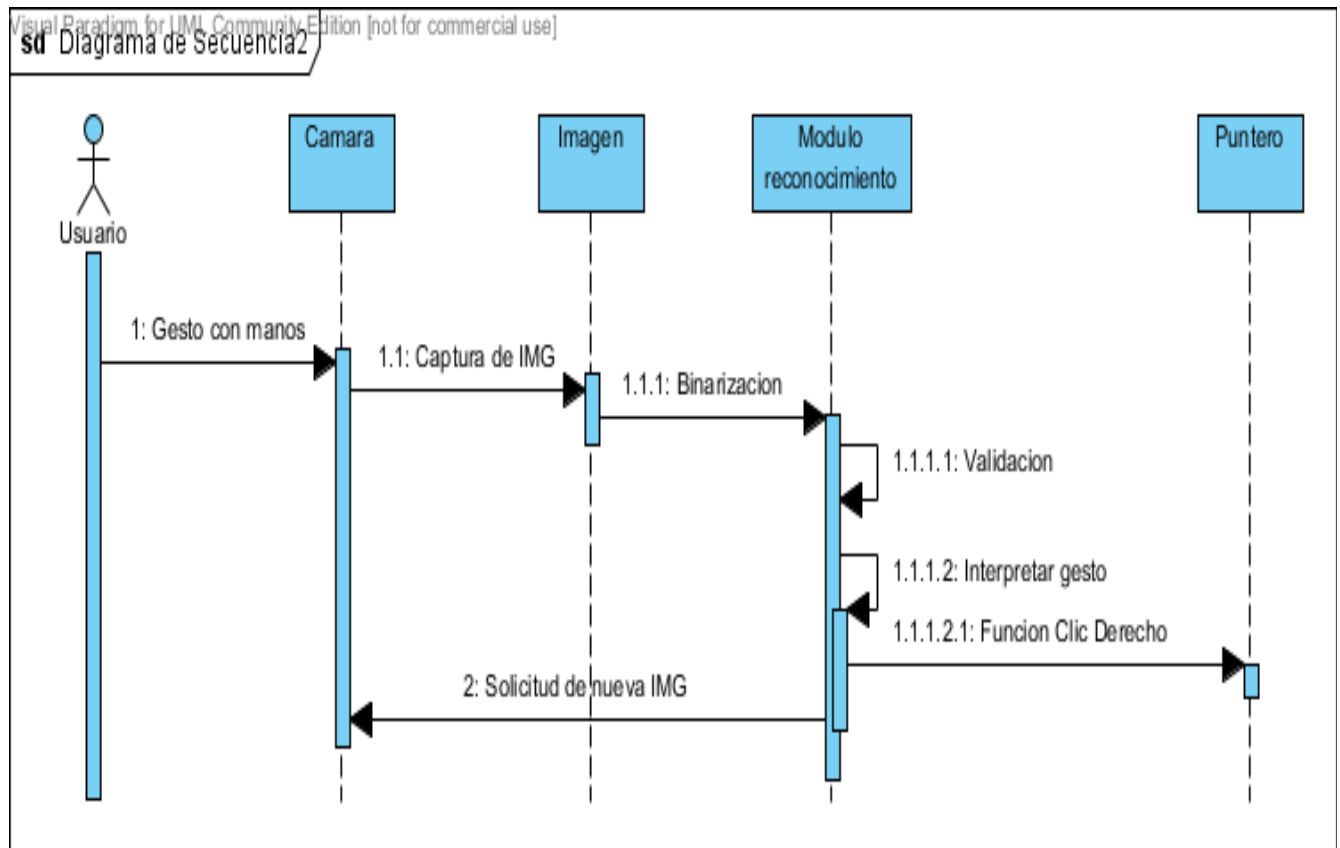 Visual Paradigm for UML Community Edition [not for commercial use]
sd Diagrama de Secuencia2
Usuario
Camara
Imagen
Modulo
reconocimiento
Puntero
1: Gesto con manos
1.1: Captura de IMG
1.1.1: Binarizacion
1.1.1.1: Validacion
1.1.1.2: Interpretar gesto
1.1.1.2.1: Funcion Clic Derecho
2: Solicitud de nueva IMG